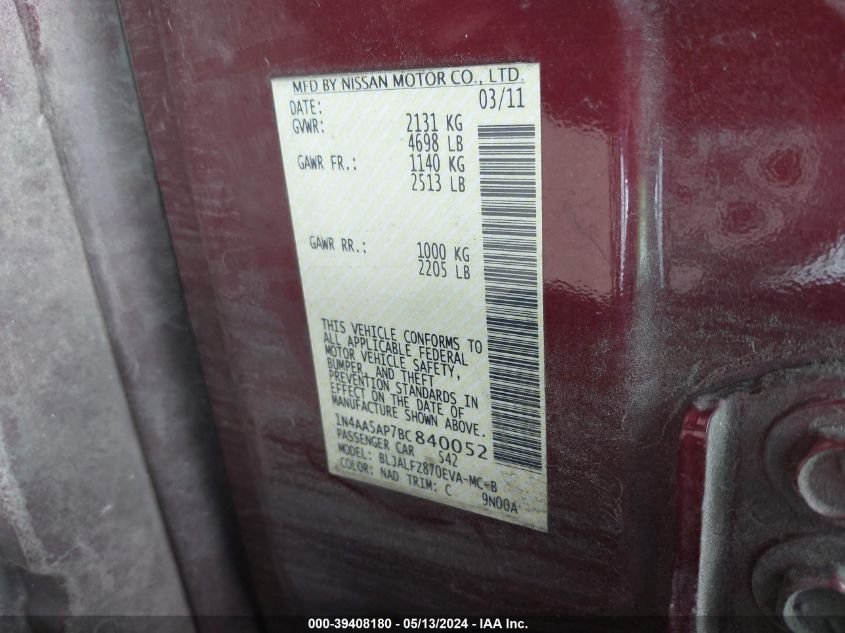 MFD BY NISSAN MOTOR CO., LTD.
DATE: 03/11
GVWR: 2131 KG
4698 LB
GAWR FR.: 1140 KG
2513 LB
GAWR RR.: 1000 KG
2205 LB
THIS VEHICLE CONFORMS TO
ALL APPLICABLE FEDERAL
MOTOR VEHICLE SAFETY,
BUMPER, AND THEFT
PREVENTION STANDARDS IN
EFFECT ON THE DATE OF
MANUFACTURE SHOWN ABOVE.
1N4AA5AP7BC840052
PASSENGER CAR 542
MODEL: BLJALFZ870EVA-MC-B
COLOR: NAD TRIM: C 9N00A
000-39408180 - 05/13/2024 - IAA Inc.